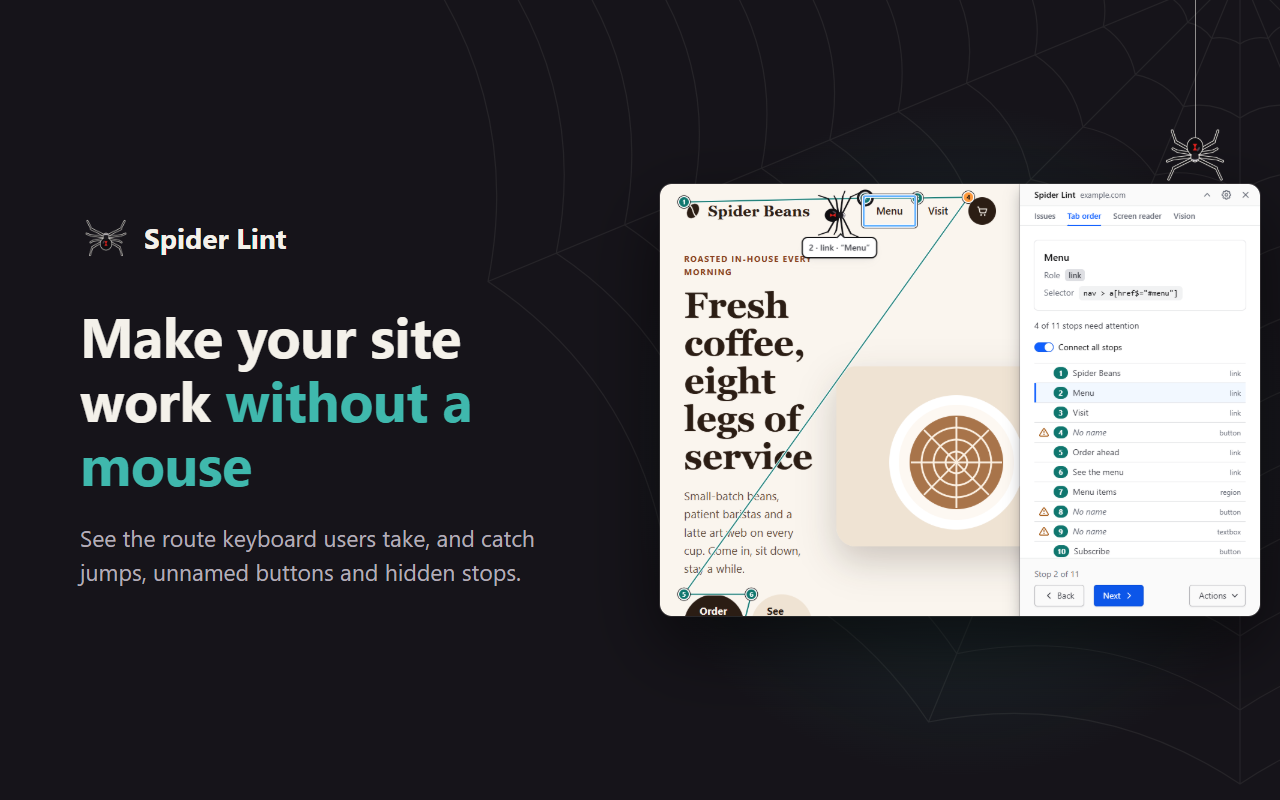 Spider Lint
Make your site
work without a
mouse
See the route keyboard users take, and catch
jumps, unnamed buttons and hidden stops.
1
Spider Beans
Menu
Visit
4
2 · link · "Menu"
ROASTED IN-HOUSE EVERY
MORNING
Fresh
coffee,
eight
legs of
service
Small-batch beans,
patient baristas and a
latte art web on every
cup. Come in, sit down,
stay a while.
5
6
Order
See
Spider Lint example.com
Issues Tab order Screen reader Vision
Menu
Role link
Selector nav > a[href$="#menu"]
4 of 11 stops need attention
Connect all stops
1 Spider Beans link
2 Menu link
3 Visit link
4 No name button
5 Order ahead link
6 See the menu link
7 Menu items region
8 No name button
9 No name textbox
10 Subscribe button
Stop 2 of 11
Back Next Actions